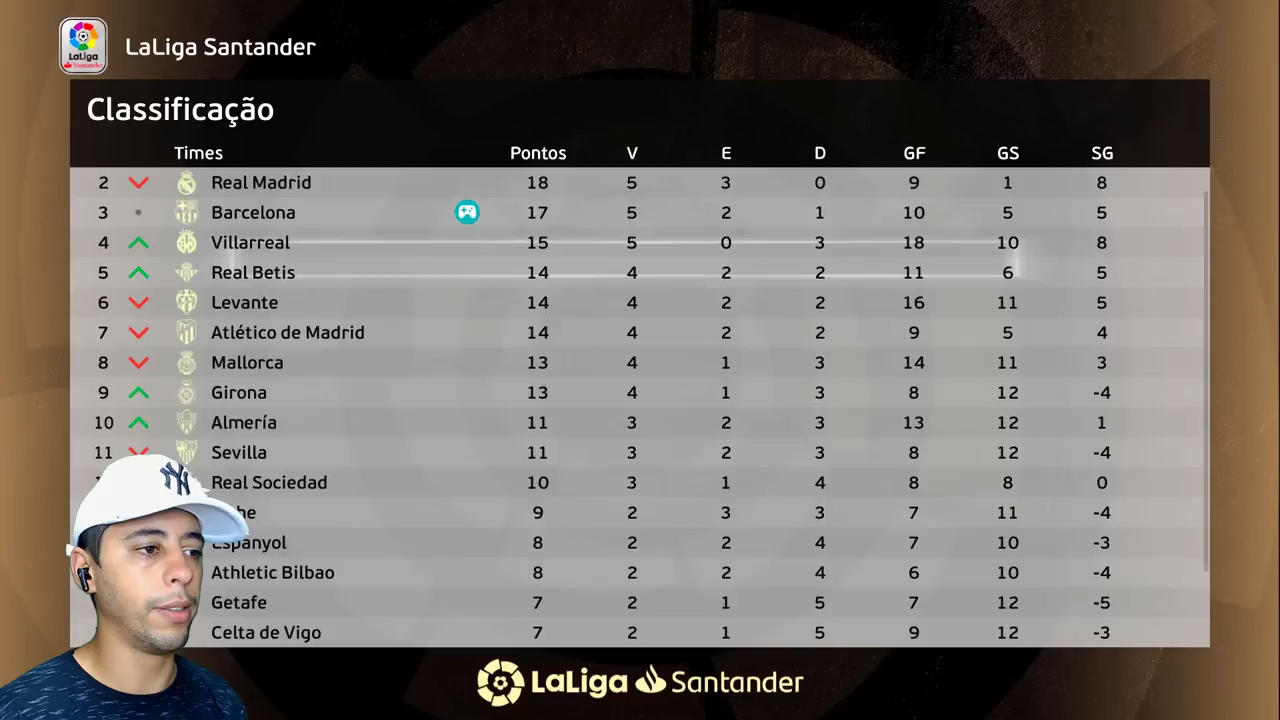 LaLiga Santander
LaLiga
Santander
Classificação
Times Pontos V E D GF GS SG
2 Real Madrid 18 5 3 0 9 1 8
3 Barcelona 17 5 2 1 10 5 5
4 Villarreal 15 5 0 3 18 10 8
5 Real Betis 14 4 2 2 11 6 5
6 Levante 14 4 2 2 16 11 5
7 Atlético de Madrid 14 4 2 2 9 5 4
8 Mallorca 13 4 1 3 14 11 3
9 Girona 13 4 1 3 8 12 -4
10 Almería 11 3 2 3 13 12 1
11 Sevilla 11 3 2 3 8 12 -4
Real Sociedad 10 3 1 4 8 8 0
9 2 3 3 7 11 -4
Espanyol 8 2 2 4 7 10 -3
Athletic Bilbao 8 2 2 4 6 10 -4
Getafe 7 2 1 5 7 12 -5
Celta de Vigo 7 2 1 5 9 12 -3
NY
LaLiga Santander